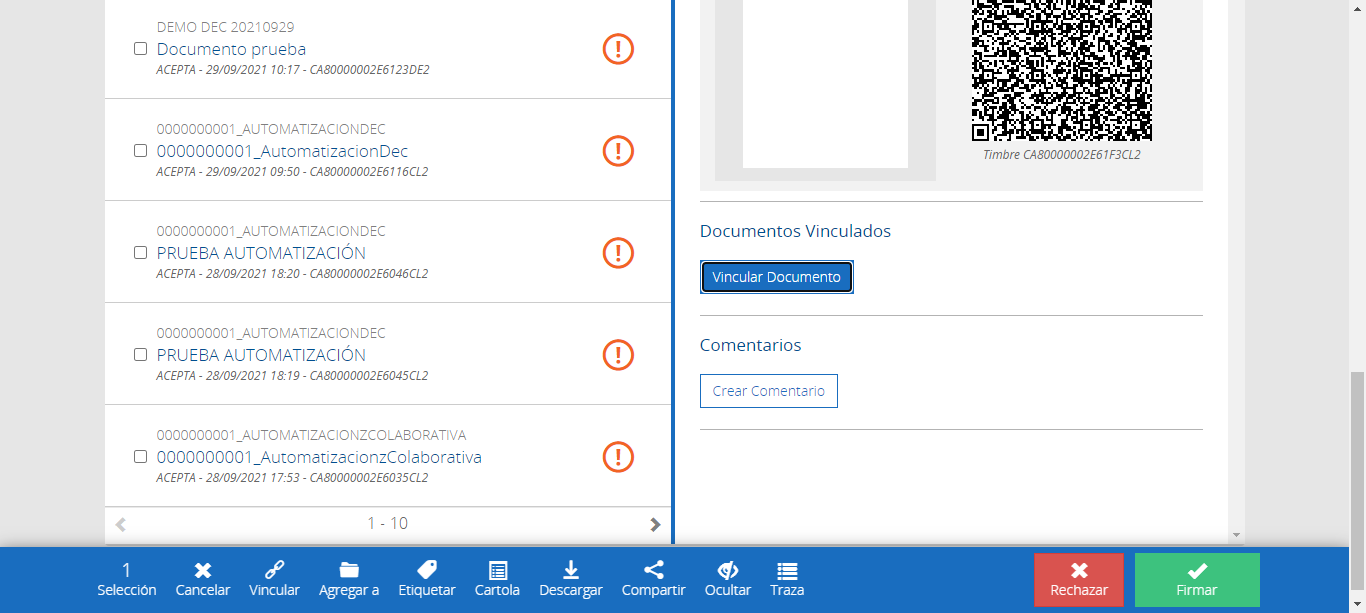 DEMO DEC 20210929
Documento prueba
ACEPTA - 29/09/2021 10:17 - CA80000002E6123DE2
0000000001_AUTOMATIZACIONDEC
0000000001_AutomatizacionDec
ACEPTA - 29/09/2021 09:50 - CA80000002E6116CL2
0000000001_AUTOMATIZACIONDEC
PRUEBA AUTOMATIZACIÓN
ACEPTA - 28/09/2021 18:20 - CA80000002E6046CL2
0000000001_AUTOMATIZACIONDEC
PRUEBA AUTOMATIZACIÓN
ACEPTA - 28/09/2021 18:19 - CA80000002E6045CL2
0000000001_AUTOMATIZACIONZCOLABORATIVA
0000000001_AutomatizacionzColaborativa
ACEPTA - 28/09/2021 17:53 - CA80000002E6035CL2
1 - 10
Timbre CA80000002E61F3CL2
Documentos Vinculados
Vincular Documento
Comentarios
Crear Comentario
1
Selección
Cancelar
Vincular
Agregar a
Etiquetar
Cartola
Descargar
Compartir
Ocultar
Traza
Rechazar
Firmar